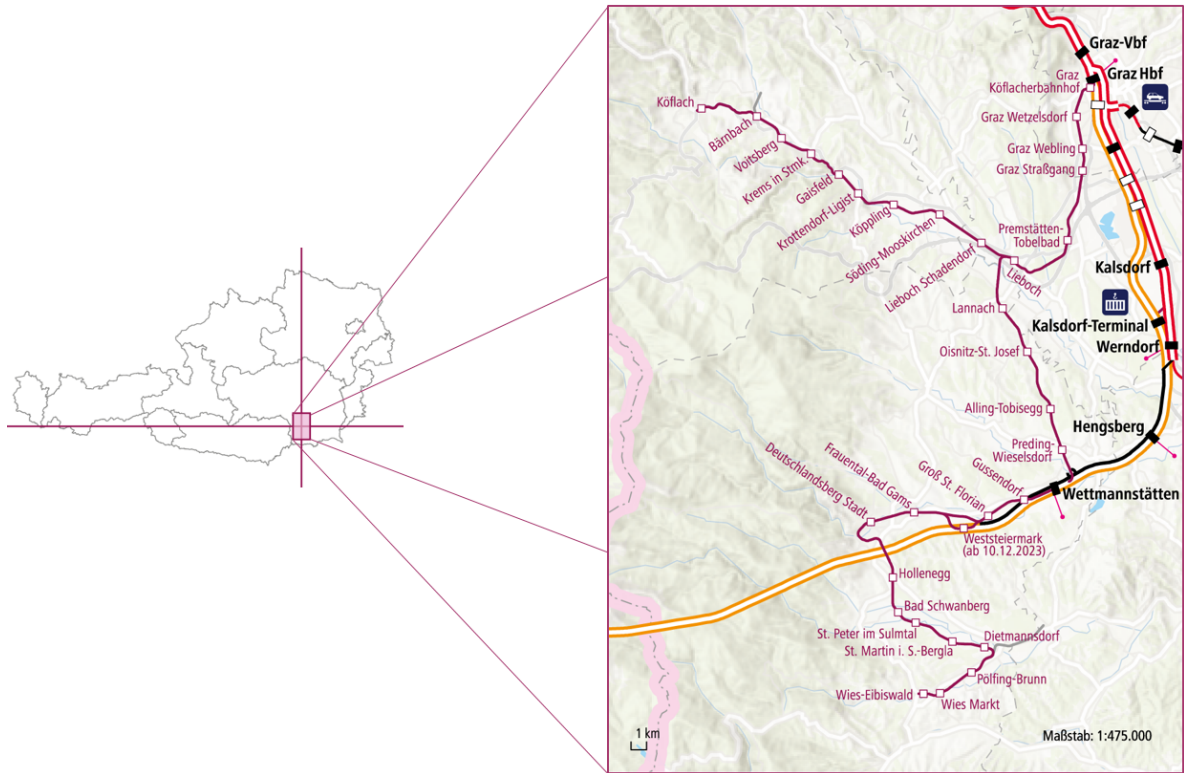 Graz-Vbf
Graz Hbf
Graz
Köflacherbahnhof
Graz Wetzelsdorf
Graz Webling
Graz Straßgang
Köflach
Bärnbach
Voitsberg
Krems in Stmk.
Gaisfeld
Krottendorf-Ligist
Köppling
Söding-Mooskirchen
Lieboch Schadendorf
Lieboch
Premstätten-
Tobelbad
Kalsdorf
Kalsdorf-Terminal
Werndorf
Lannach
Oisnitz-St. Josef
Alling-Tobisegg
Preding-
Wieselsdorf
Hengsberg
Wettmannstätten
Gussendorf
Groß St. Florian
Frauental-Bad Gams
Deutschlandsberg Stadt
Weststeiermark
(ab 10.12.2023)
Hollenegg
Bad Schwanberg
St. Peter im Sulmtal
St. Martin i. S.-Bergla
Dietmannsdorf
Pölfing-Brunn
Wies-Eibiswald
Wies Markt
1 km
Maßstab: 1:475.000